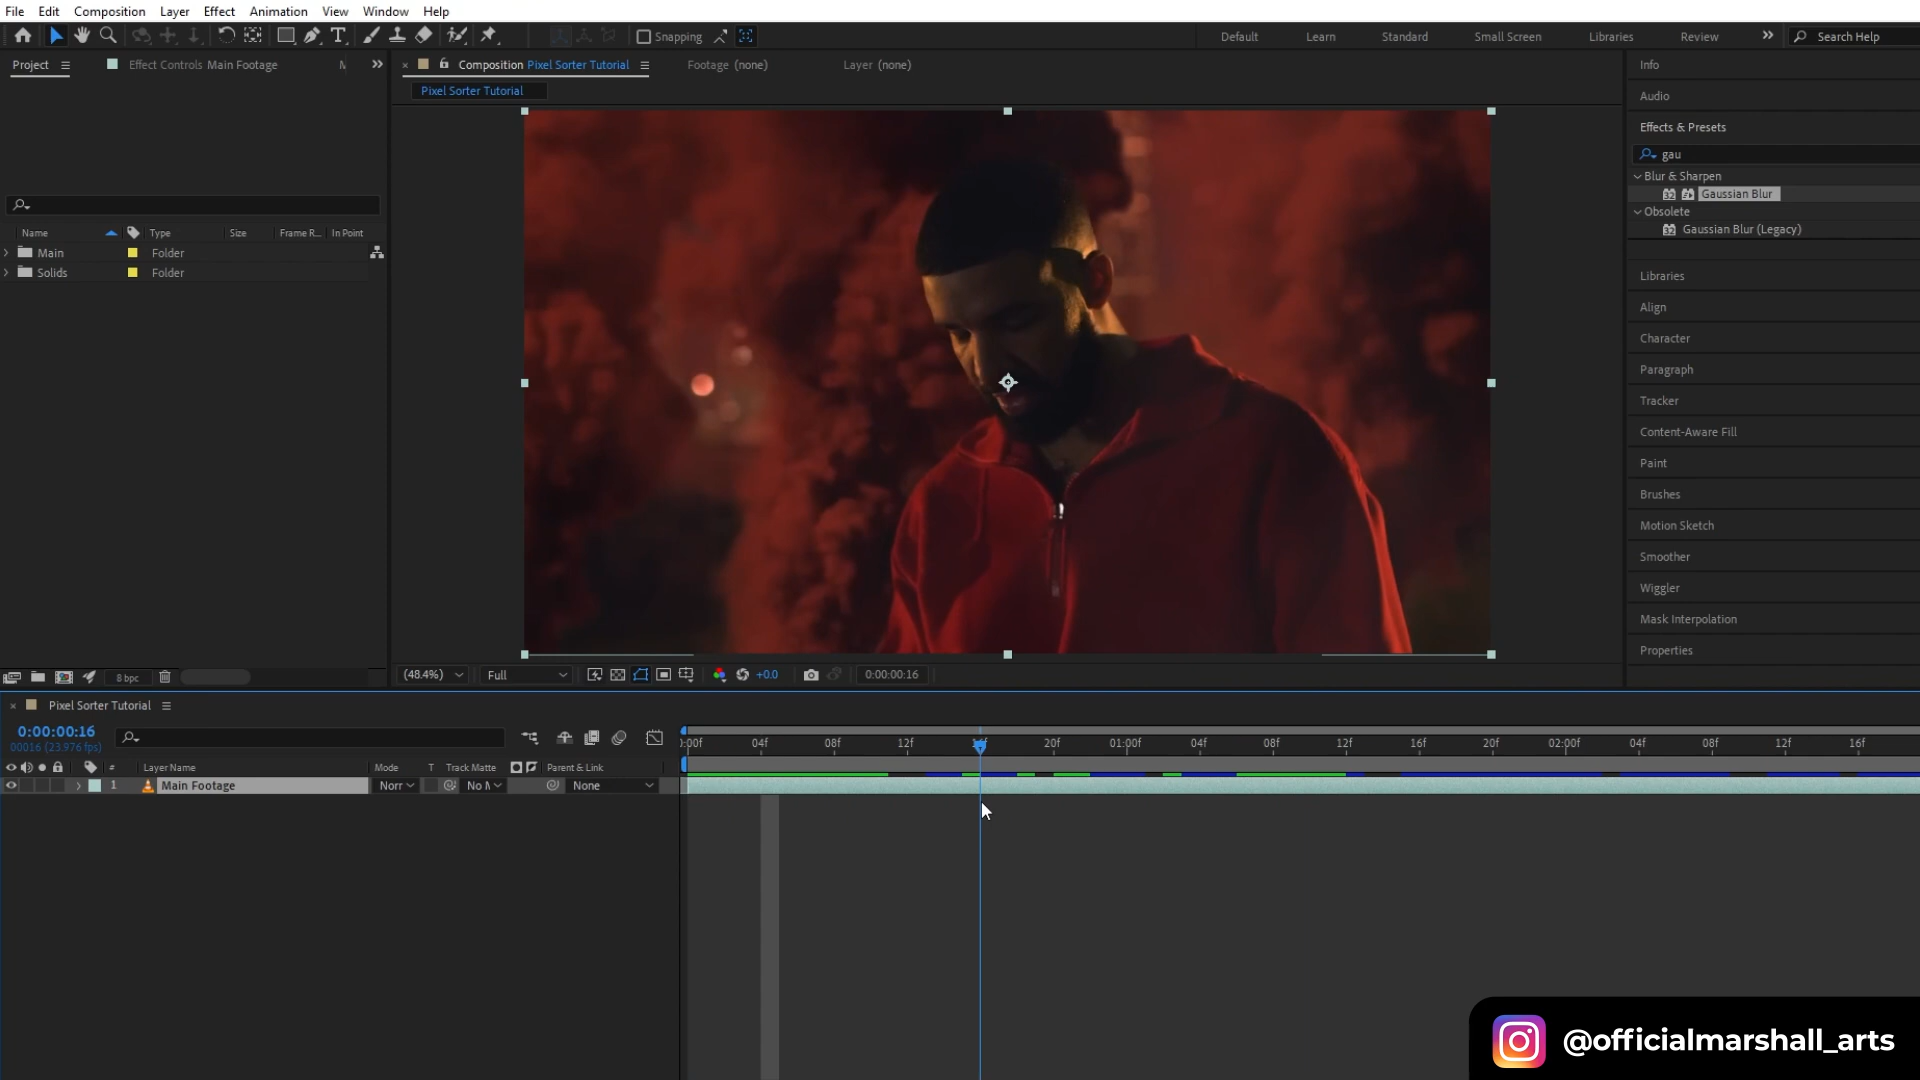 File Edit Composition Layer Effect Animation View Window Help
Snapping Default Learn Standard Small Screen Libraries Review Search Help
Project Effect Controls Main Footage Composition Pixel Sorter Tutorial Footage (none) Layer (none)
Pixel Sorter Tutorial
Info
Audio
Effects & Presets
gau
Blur & Sharpen
32 Gaussian Blur
Obsolete
32 Gaussian Blur (Legacy)
Libraries
Align
Character
Paragraph
Tracker
Content-Aware Fill
Paint
Brushes
Motion Sketch
Smoother
Wiggler
Mask Interpolation
Properties
Name Type Size Frame R... In Point
Main Folder
Solids Folder
8 bpc
(48.4%) Full +0.0 0:00:00:16
Pixel Sorter Tutorial
0:00:00:16
00016 (23.976 fps)
:00f 04f 08f 12f 20f 01:00f 04f 08f 12f 16f 20f 02:00f 04f 08f 12f 16f
# Layer Name Mode T Track Matte Parent & Link
1 Main Footage Norr No None
@officialmarshall_arts